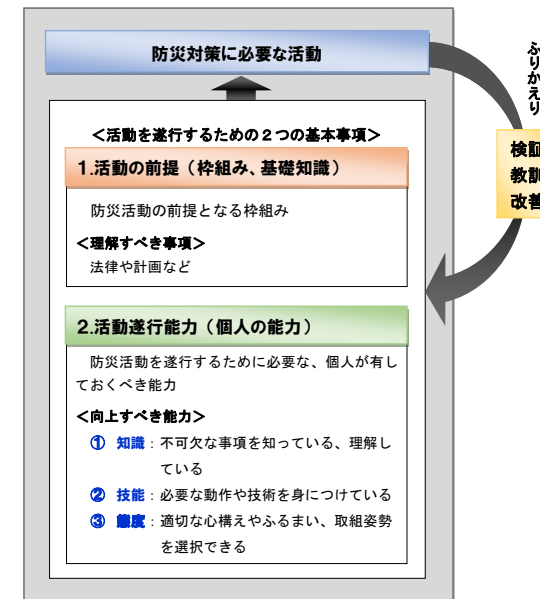 防災対策に必要な活動
ふりかえり
<活動を遂行するための2つの基本事項>
検証
教訓
改善
1.活動の前提(枠組み、基礎知識)
防災活動の前提となる枠組み
<理解すべき事項>
法律や計画など
2.活動遂行能力(個人の能力)
防災活動を遂行するために必要な、個人が有し
ておくべき能力
<向上すべき能力>
① 知識:不可欠な事項を知っている、理解し
ている
② 技能:必要な動作や技術を身につけている
③ 態度:適切な心構えやふるまい、取組姿勢
を選択できる